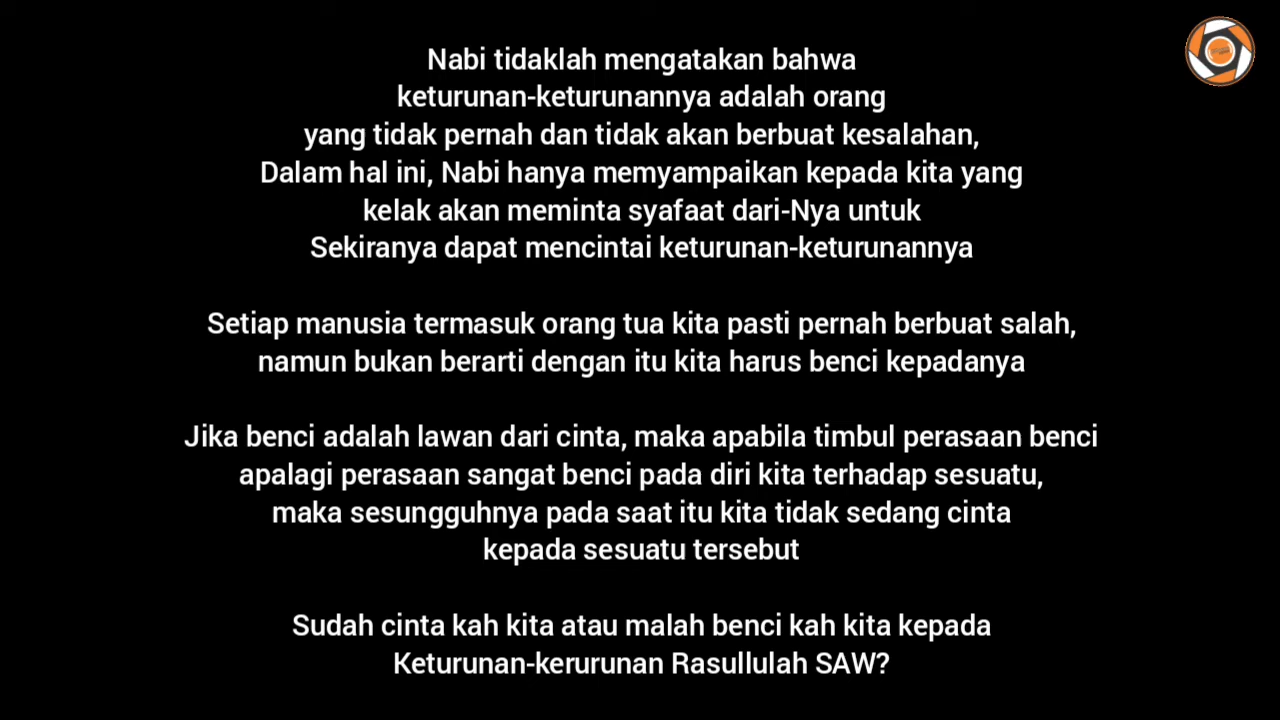 Nabi tidaklah mengatakan bahwa
keturunan-keturunannya adalah orang
yang tidak pernah dan tidak akan berbuat kesalahan,
Dalam hal ini, Nabi hanya memyampaikan kepada kita yang
kelak akan meminta syafaat dari-Nya untuk
Sekiranya dapat mencintai keturunan-keturunannya
Setiap manusia termasuk orang tua kita pasti pernah berbuat salah,
namun bukan berarti dengan itu kita harus benci kepadanya
Jika benci adalah lawan dari cinta, maka apabila timbul perasaan benci
apalagi perasaan sangat benci pada diri kita terhadap sesuatu,
maka sesungguhnya pada saat itu kita tidak sedang cinta
kepada sesuatu tersebut
Sudah cinta kah kita atau malah benci kah kita kepada
Keturunan-kerurunan Rasullulah SAW?